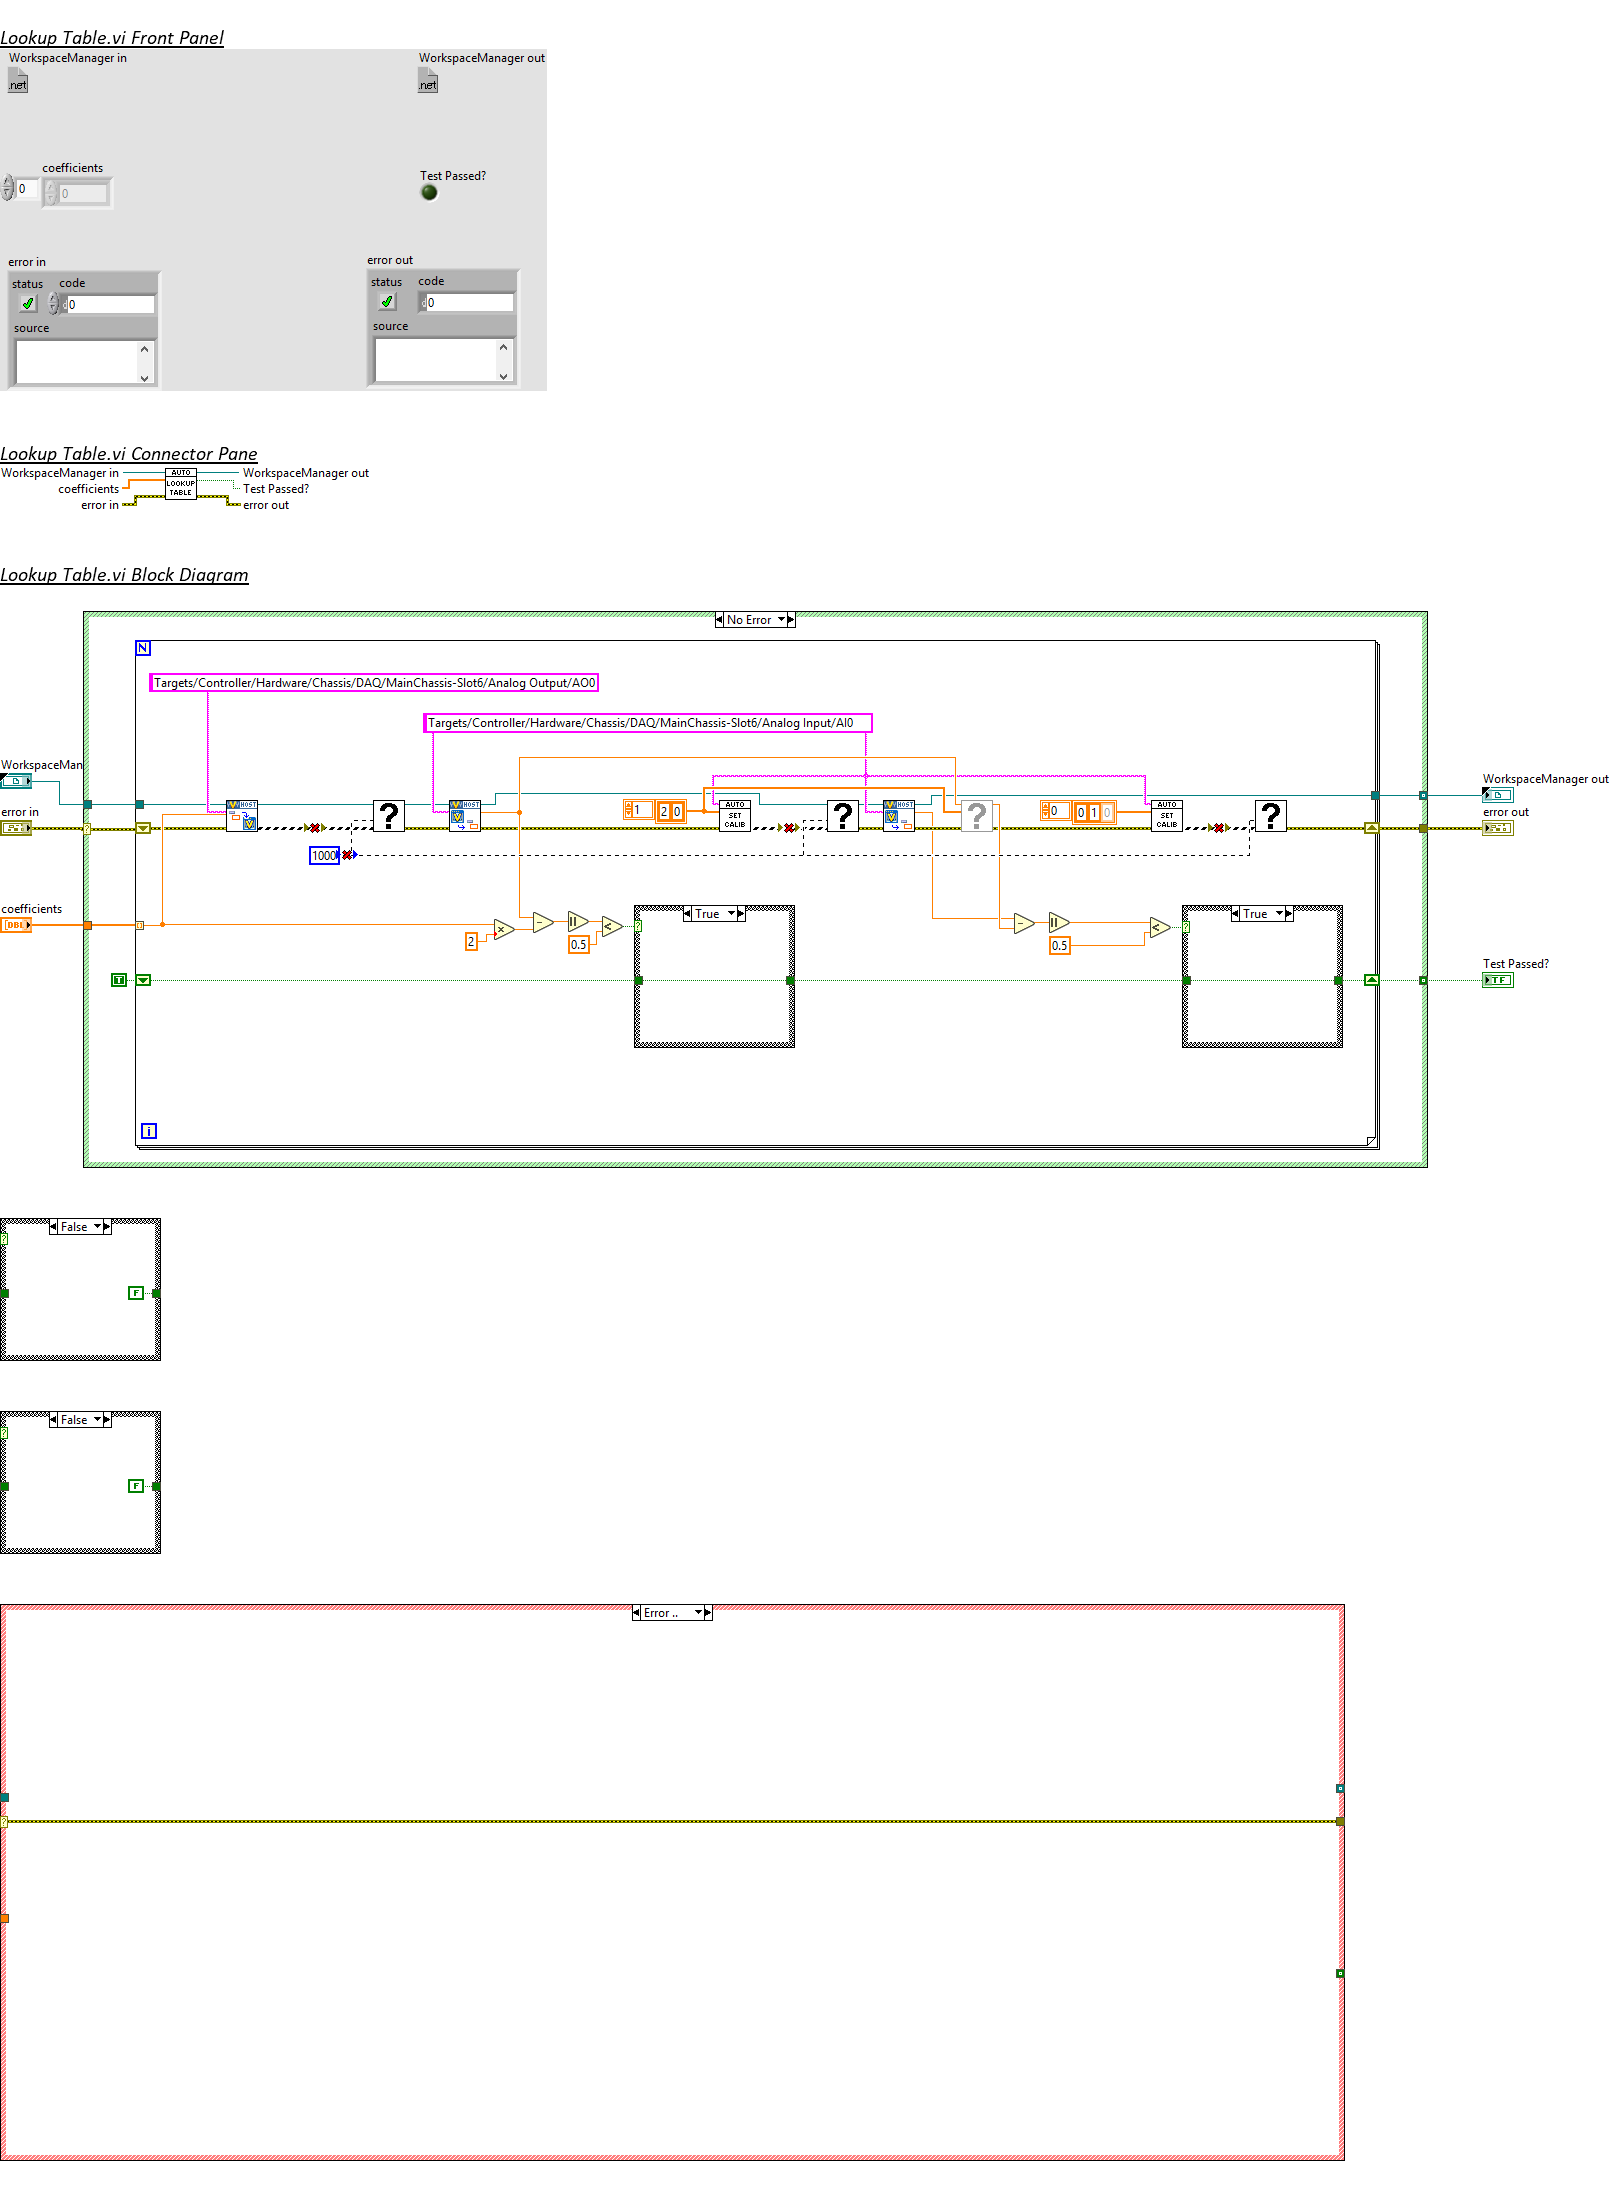 Lookup Table.vi Front Panel
WorkspaceManager in
WorkspaceManager out
.net
.net
coefficients
0
0
Test Passed?
error in
error out
status code
status code
0
0
source
source
Lookup Table.vi Connector Pane
WorkspaceManager in
AUTO
LOOKUP
TABLE
WorkspaceManager out
coefficients
Test Passed?
error in
error out
Lookup Table.vi Block Diagram
No Error
N
Targets/Controller/Hardware/Chassis/DAQ/MainChassis-Slot6/Analog Output/AO0
Targets/Controller/Hardware/Chassis/DAQ/MainChassis-Slot6/Analog Input/AI0
WorkspaceMan
WorkspaceManager out
error in
error out
HOST
?
HOST
1
2 0
AUTO
SET
CALIB
?
HOST
?
0
0 1 0
AUTO
SET
CALIB
?
1000
coefficients
DBL
2
0.5
True
0.5
True
T
Test Passed?
TF
i
False
?
F
False
?
F
Error ..
?